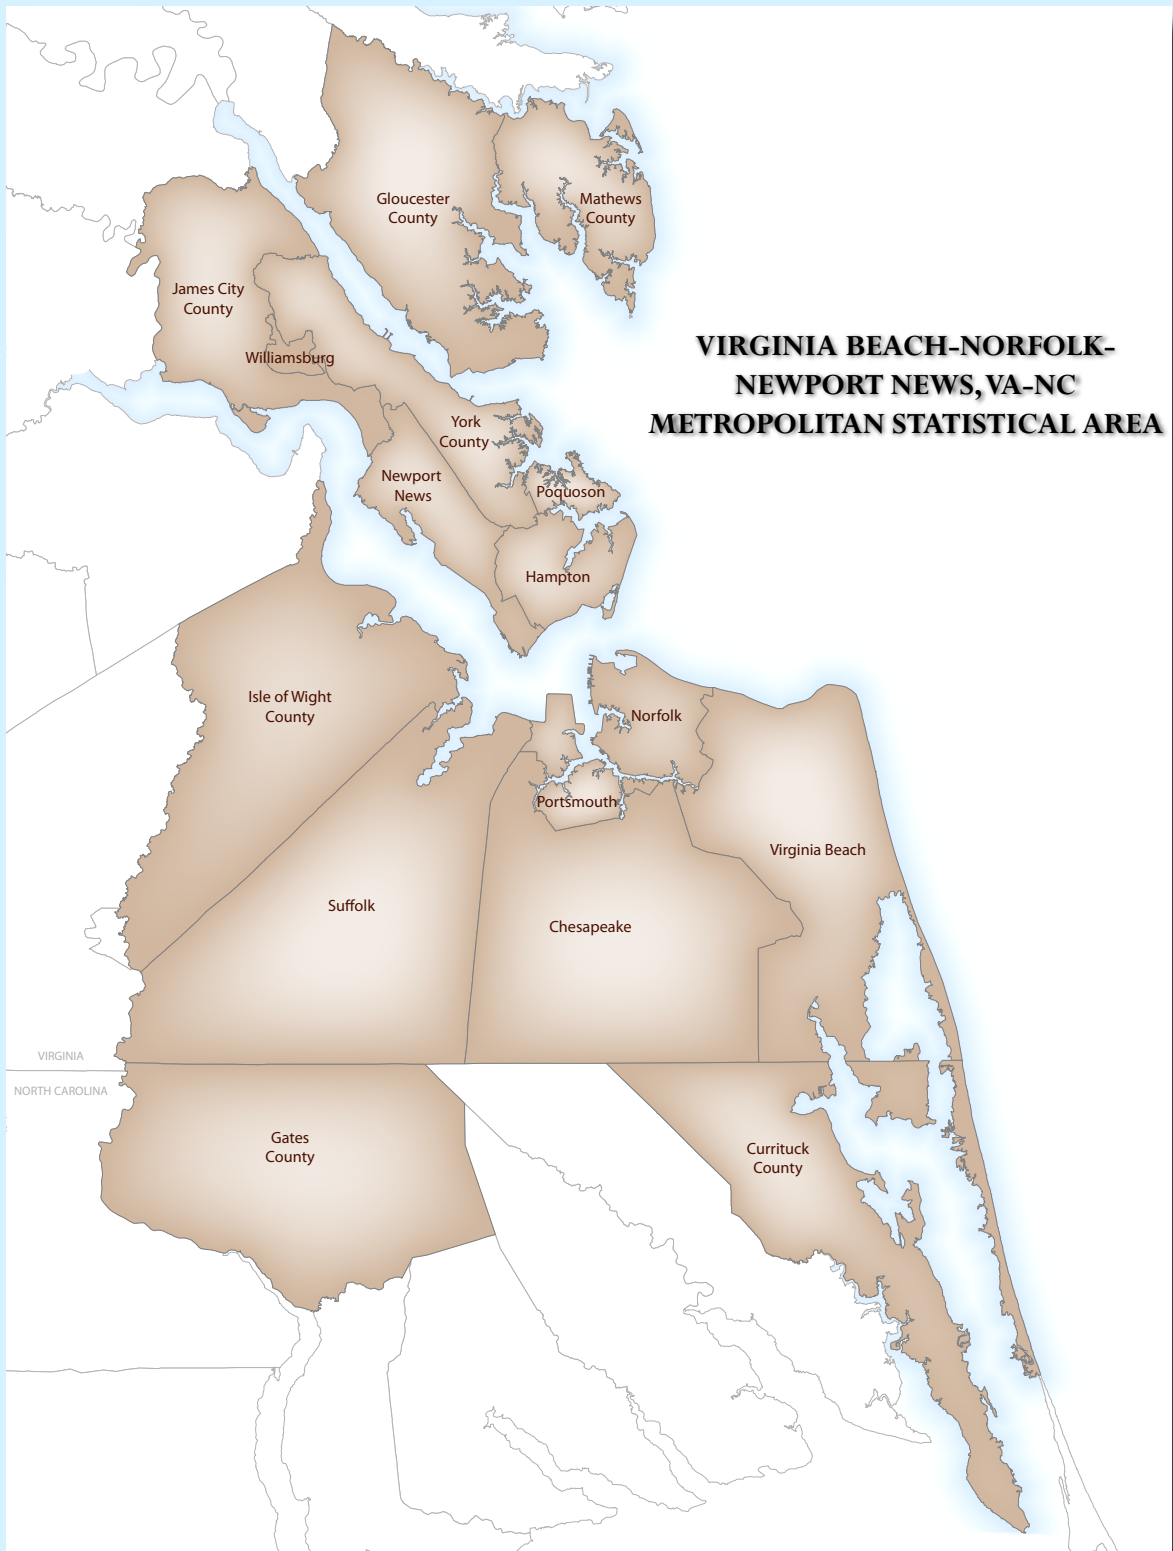 Gloucester
County
Mathews
County
James City
County
Williamsburg
VIRGINIA BEACH-NORFOLK-
NEWPORT NEWS, VA-NC
METROPOLITAN STATISTICAL AREA
York
County
Newport
News
Poquoson
Hampton
Isle of Wight
County
Norfolk
Portsmouth
Virginia Beach
Suffolk
Chesapeake
VIRGINIA
NORTH CAROLINA
Gates
County
Currituck
County